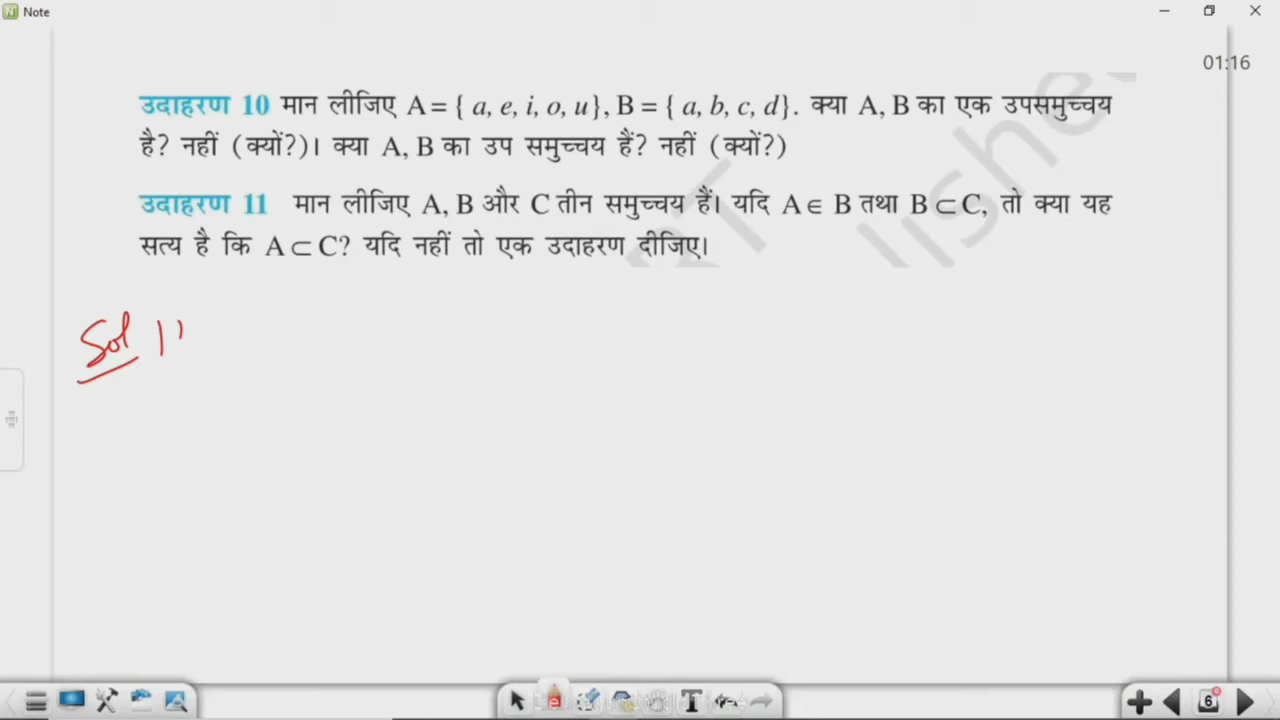 Note
01:16
उदाहरण 10 मान लीजिए A = { a, e, i, o, u}, B = { a, b, c, d}. क्या A, B का एक उपसमुच्चय
है? नहीं (क्यों?)। क्या A, B का उप समुच्चय हैं? नहीं (क्यों?)
उदाहरण 11 मान लीजिए A, B और C तीन समुच्चय हैं। यदि A ∈ B तथा B ⊂ C, तो क्या यह
सत्य है कि A ⊂ C? यदि नहीं तो एक उदाहरण दीजिए।
Sol 11
6